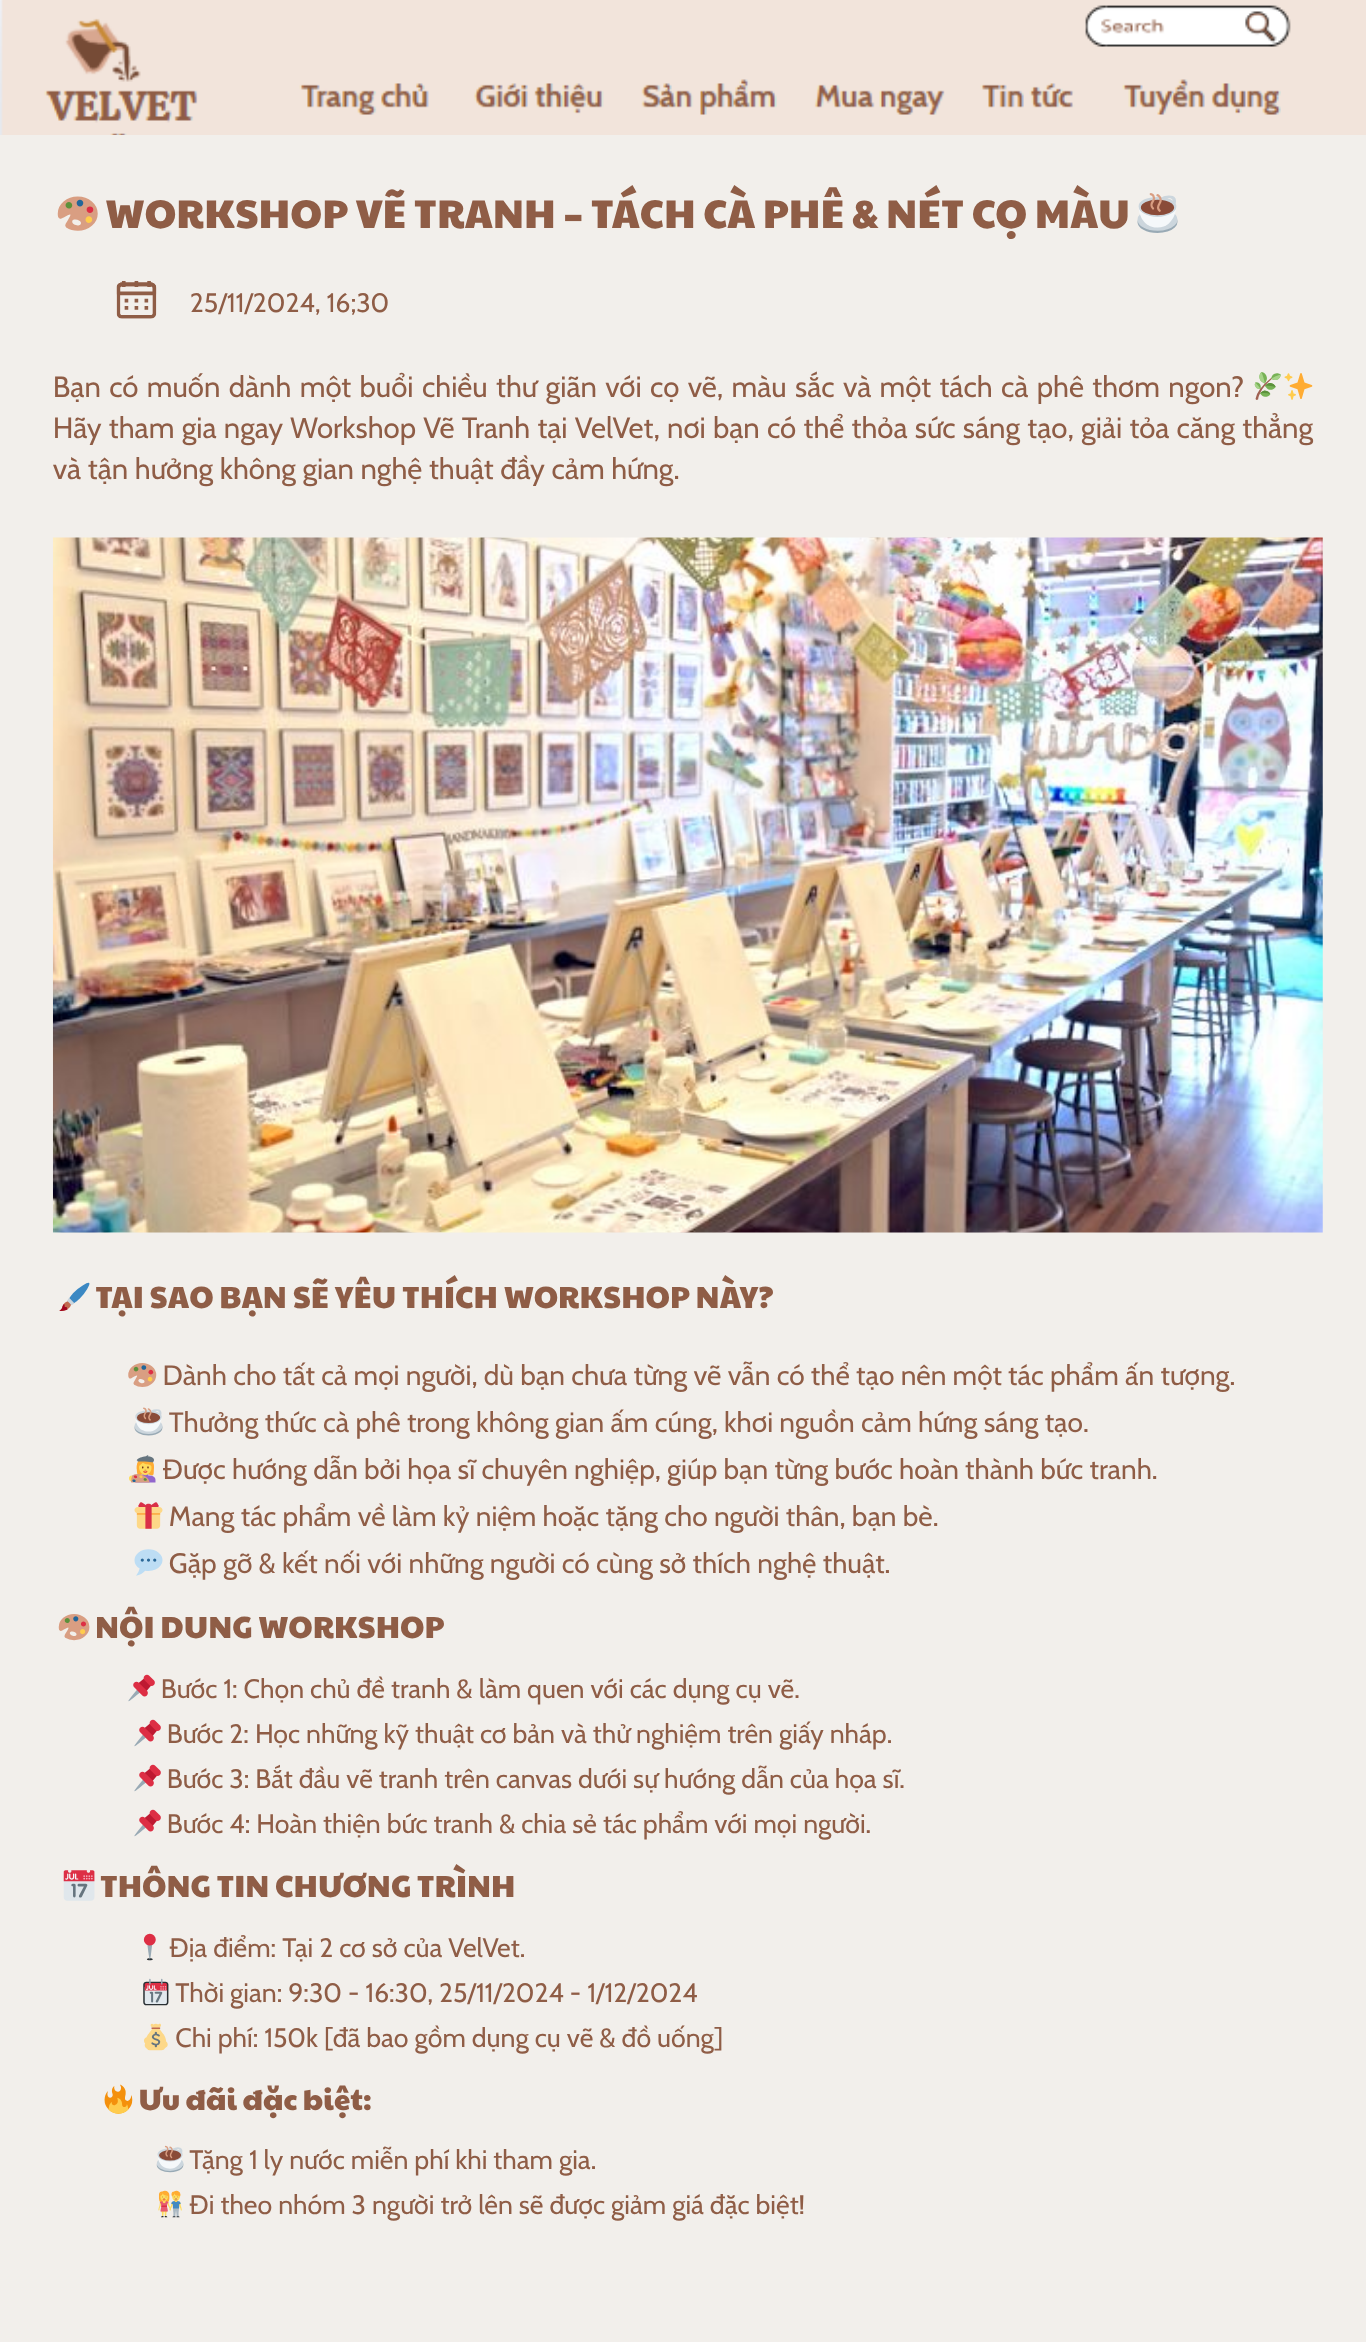 Search
VELVET
Trang chủ Giới thiệu Sản phẩm Mua ngay Tin tức Tuyển dụng
🎨 WORKSHOP VẼ TRANH – TÁCH CÀ PHÊ & NÉT CỌ MÀU ☕
25/11/2024, 16;30
Bạn có muốn dành một buổi chiều thư giãn với cọ vẽ, màu sắc và một tách cà phê thơm ngon? 🌿✨
Hãy tham gia ngay Workshop Vẽ Tranh tại VelVet, nơi bạn có thể thỏa sức sáng tạo, giải tỏa căng thẳng
và tận hưởng không gian nghệ thuật đầy cảm hứng.
HANDMAKERY
🖌️ TẠI SAO BẠN SẼ YÊU THÍCH WORKSHOP NÀY?
🎨 Dành cho tất cả mọi người, dù bạn chưa từng vẽ vẫn có thể tạo nên một tác phẩm ấn tượng.
☕ Thưởng thức cà phê trong không gian ấm cúng, khơi nguồn cảm hứng sáng tạo.
👩‍🎨 Được hướng dẫn bởi họa sĩ chuyên nghiệp, giúp bạn từng bước hoàn thành bức tranh.
🎁 Mang tác phẩm về làm kỷ niệm hoặc tặng cho người thân, bạn bè.
💬 Gặp gỡ & kết nối với những người có cùng sở thích nghệ thuật.
🎨 NỘI DUNG WORKSHOP
📌 Bước 1: Chọn chủ đề tranh & làm quen với các dụng cụ vẽ.
📌 Bước 2: Học những kỹ thuật cơ bản và thử nghiệm trên giấy nháp.
📌 Bước 3: Bắt đầu vẽ tranh trên canvas dưới sự hướng dẫn của họa sĩ.
📌 Bước 4: Hoàn thiện bức tranh & chia sẻ tác phẩm với mọi người.
📅 THÔNG TIN CHƯƠNG TRÌNH
📍 Địa điểm: Tại 2 cơ sở của VelVet.
📅 Thời gian: 9:30 - 16:30, 25/11/2024 - 1/12/2024
💰 Chi phí: 150k [đã bao gồm dụng cụ vẽ & đồ uống]
🔥 Ưu đãi đặc biệt:
☕ Tặng 1 ly nước miễn phí khi tham gia.
👫 Đi theo nhóm 3 người trở lên sẽ được giảm giá đặc biệt!